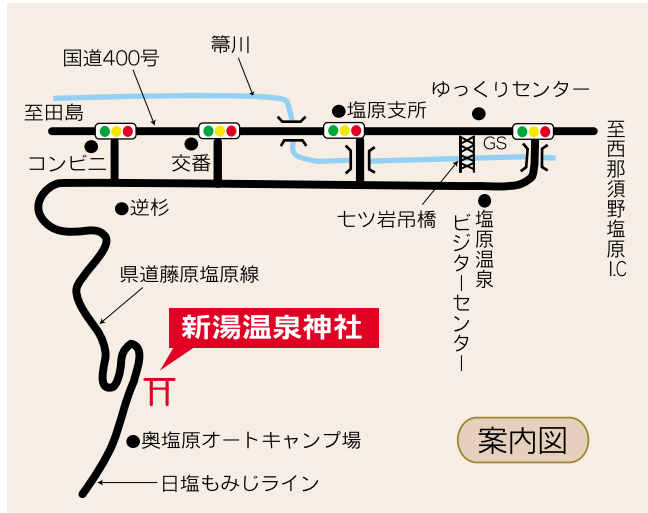 箒川
国道400号
ゆっくりセンター
至田島
塩原支所
コンビニ
交番
GS
至西那須野塩原I.C
逆杉
七ツ岩吊橋
塩原温泉
ビジターセンター
県道藤原塩原線
新湯温泉神社
奥塩原オートキャンプ場
案内図
日塩もみじライン